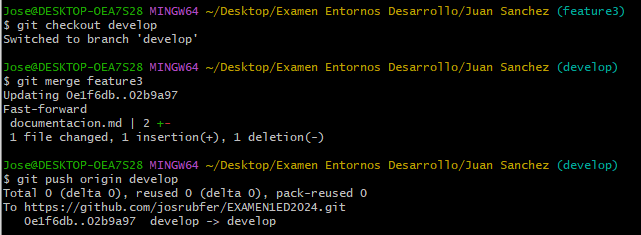 Jose@DESKTOP-OEA7S28 MINGW64 ~/Desktop/Examen Entornos Desarrollo/Juan Sanchez (feature3)
$ git checkout develop
Switched to branch 'develop'
Jose@DESKTOP-OEA7S28 MINGW64 ~/Desktop/Examen Entornos Desarrollo/Juan Sanchez (develop)
$ git merge feature3
Updating 0e1f6db..02b9a97
Fast-forward
 documentacion.md | 2 +-
 1 file changed, 1 insertion(+), 1 deletion(-)
Jose@DESKTOP-OEA7S28 MINGW64 ~/Desktop/Examen Entornos Desarrollo/Juan Sanchez (develop)
$ git push origin develop
Total 0 (delta 0), reused 0 (delta 0), pack-reused 0
To https://github.com/josrubfer/EXAMEN1ED2024.git
   0e1f6db..02b9a97  develop -> develop